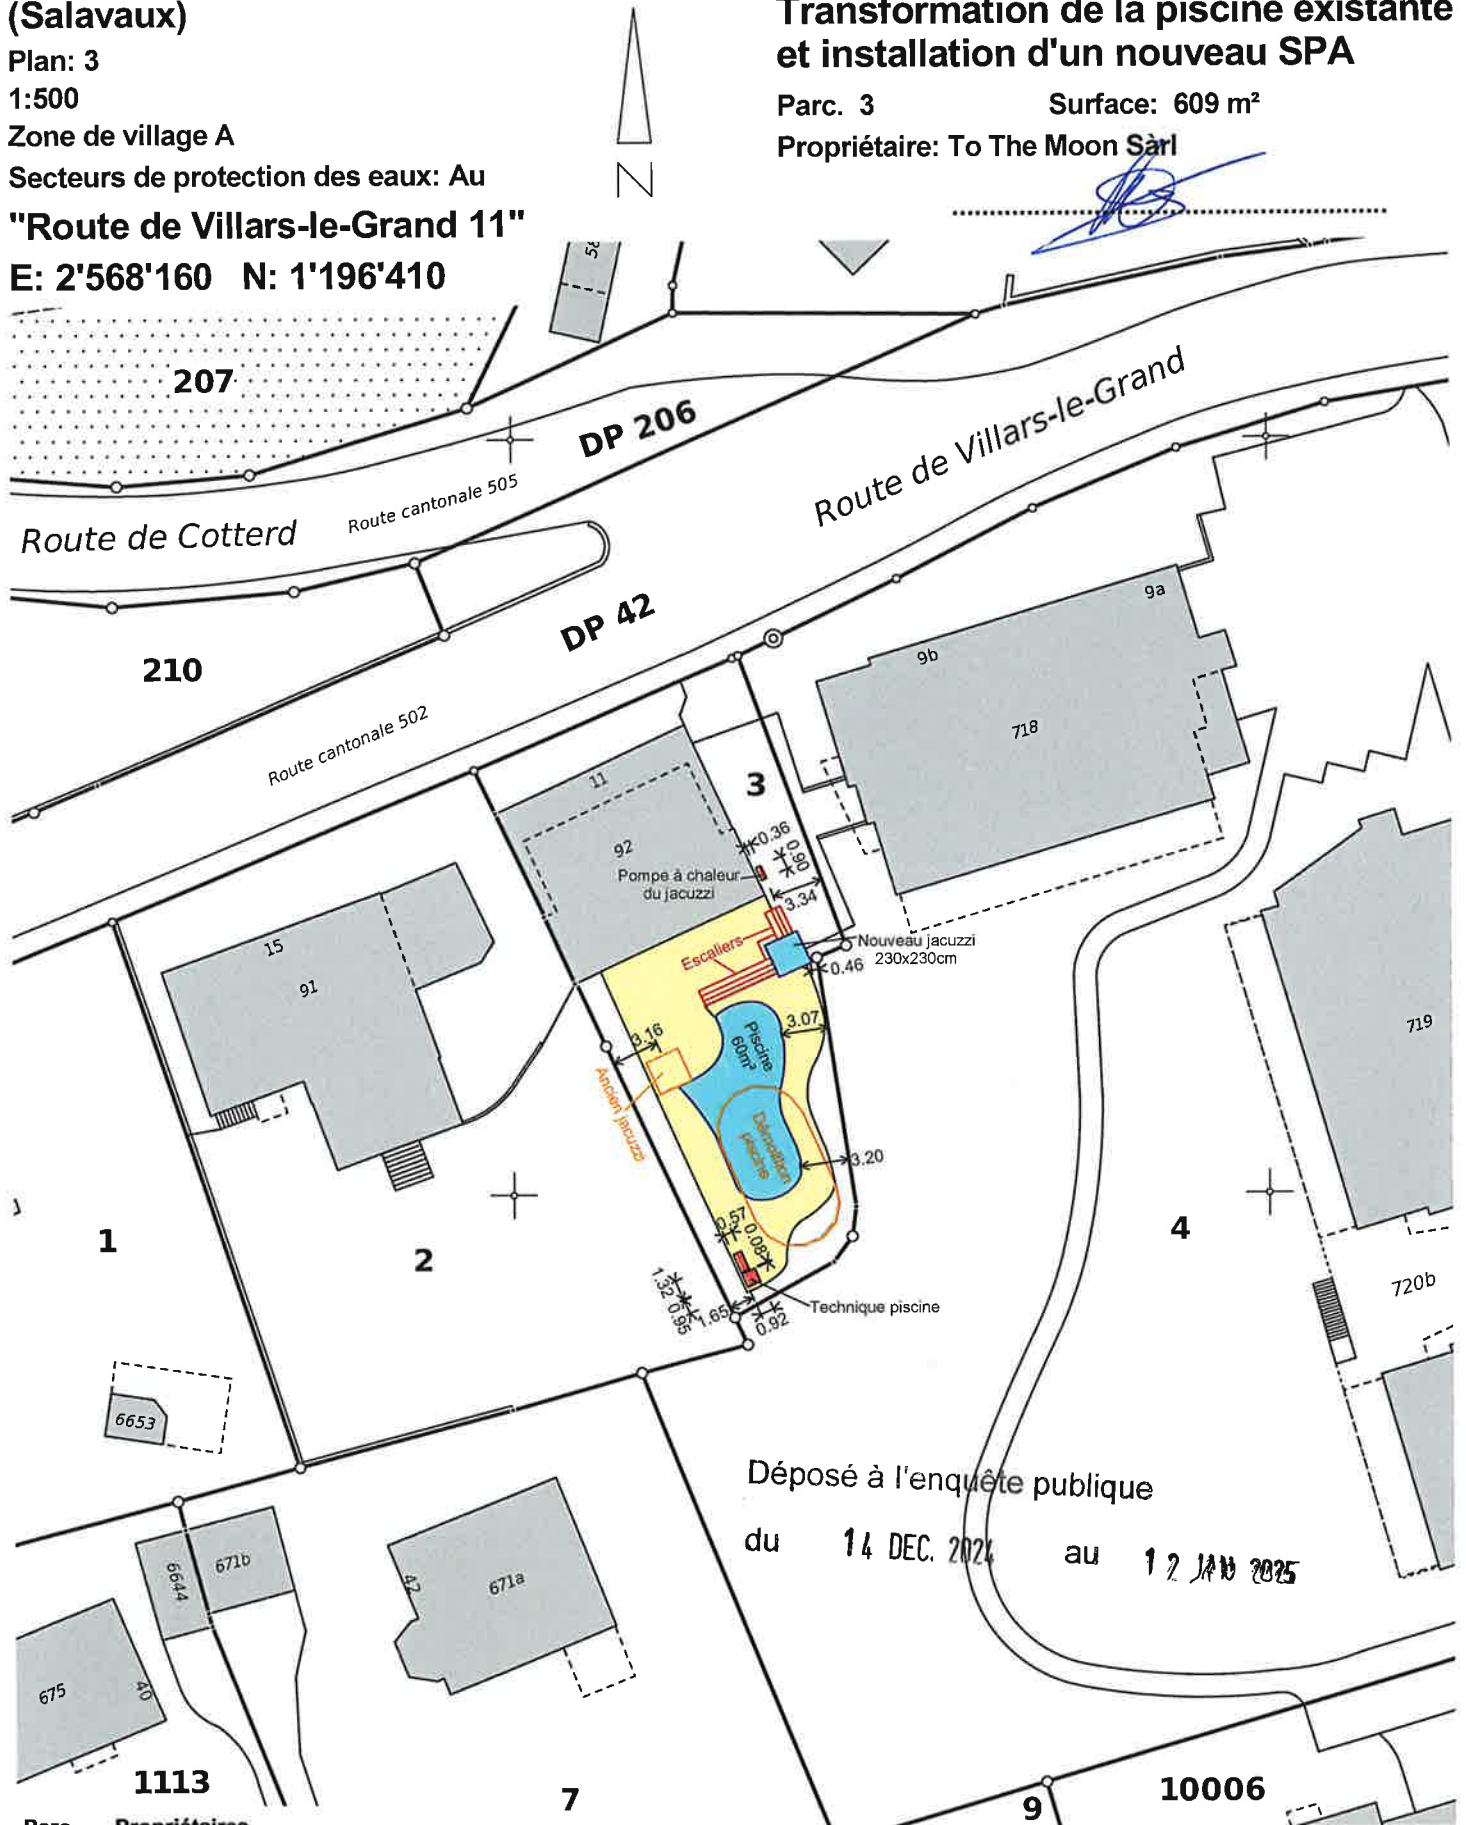 (Salavaux)
Plan: 3
1:500
Zone de village A
Secteurs de protection des eaux: Au
"Route de Villars-le-Grand 11"
E: 2'568'160 N: 1'196'410
N
Transformation de la piscine existante
et installation d'un nouveau SPA
Parc. 3 Surface: 609 m²
Propriétaire: To The Moon Sàrl
207
DP 206
Route de Villars-le-Grand
Route cantonale 505
Route de Cotterd
DP 42
210
Route cantonale 502
9a
9b
718
11
3
92
0.36
0.90
Pompe à chaleur
du jacuzzi
3.34
Escaliers
Nouveau jacuzzi
230x230cm
0.46
15
91
719
3.16
Piscine
60m²
3.07
Ancien jacuzzi
Démolition
piscine
3.20
0.57
0.08
1
2
4
1.32
0.95
1.65
0.92
Technique piscine
720b
6653
Déposé à l'enquête publique
du 14 DEC. 2024 au 12 JAN 2025
6644
671b
42
671a
675
40
1113
7
9
10006
Propriétaires